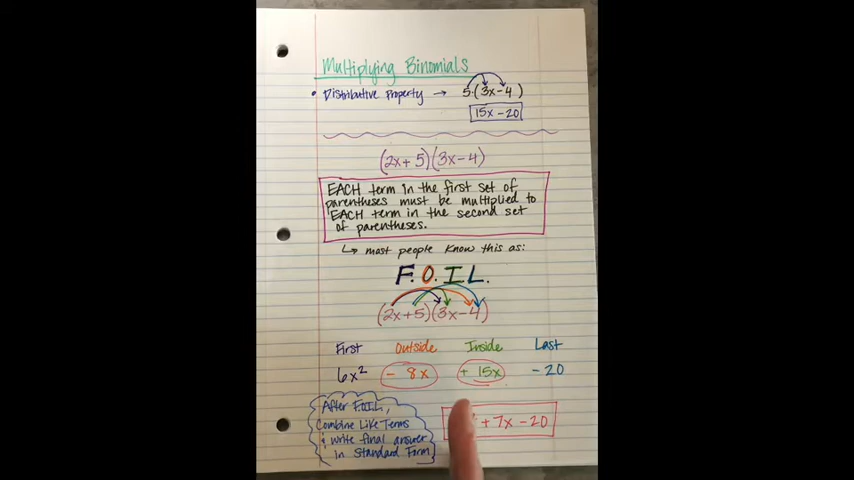 Multiplying Binomials
• Distributive Property → 5·(3x-4)
15x-20
(2x+5)(3x-4)
EACH term in the first set of
parentheses must be multiplied to
EACH term in the second set
of parentheses.
↳ most people know this as:
F.O.I.L.
(2x+5)(3x-4)
First Outside Inside Last
6x² - 8x + 15x - 20
After F.O.I.L,
Combine Like Terms
& write final answer
in Standard Form
+7x-20